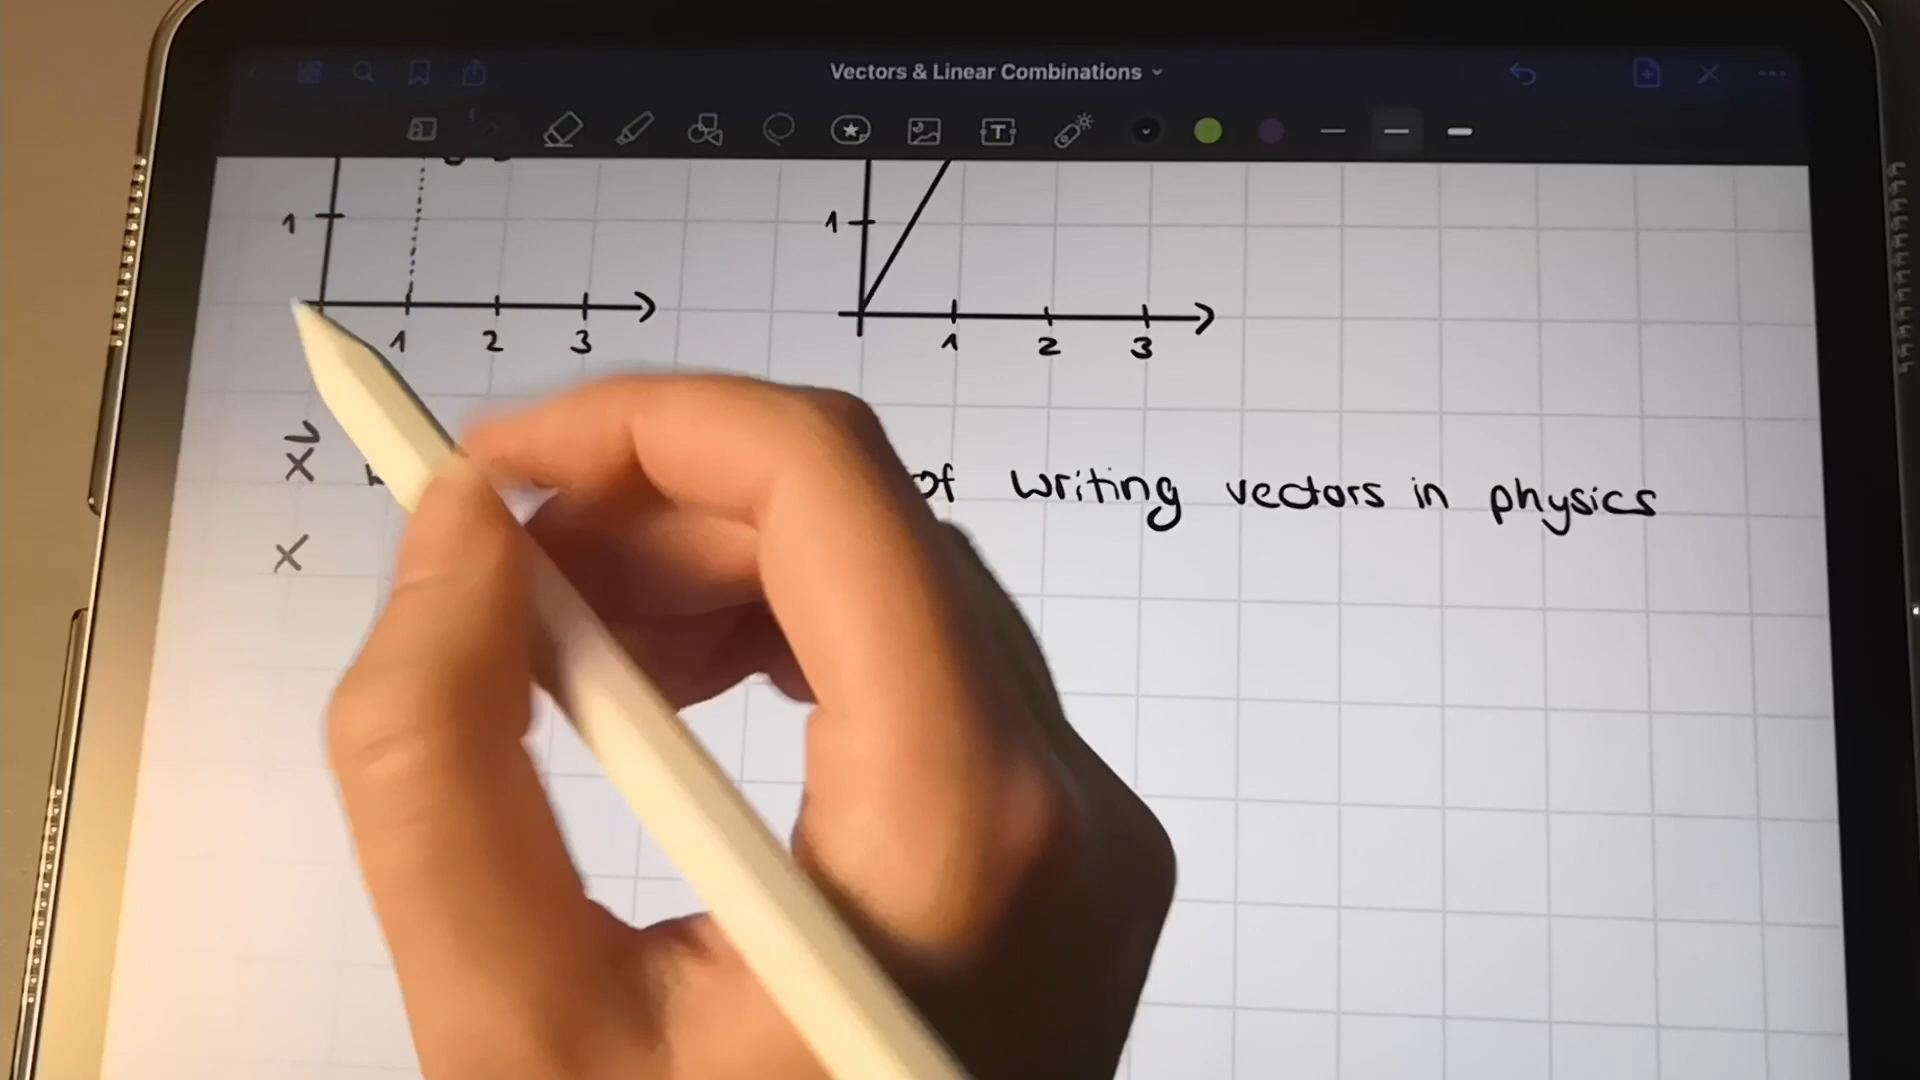 Vectors & Linear Combinations
T
1
1
1 2 3
1 2 3
x⃗ of writing vectors in physics
x